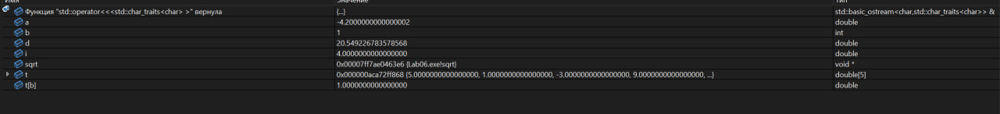 Имя Значение Тип
Функция "std::operator<<<std::char_traits<char> >" вернула {...} std::basic_ostream<char,std::char_traits<char>> &
a -4.2000000000000002 double
b 1 int
d 20.549226783578568 double
i 4.0000000000000000 double
sqrt 0x00007ff7ae0463e6 {Lab06.exe!sqrt} void *
t 0x000000aca72ff868 {5.0000000000000000, 1.0000000000000000, -3.0000000000000000, 9.0000000000000000, ...} double[5]
t[b] 1.0000000000000000 double